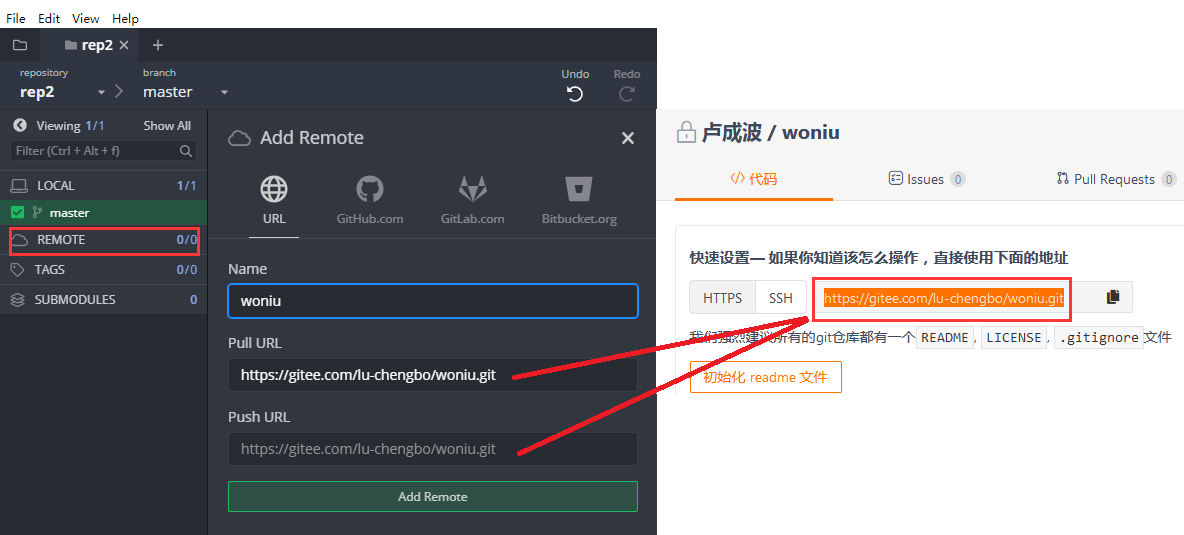 File Edit View Help
rep2
repository
rep2
branch
master
Undo
Redo
Viewing 1/1 Show All
Filter (Ctrl + Alt + f)
LOCAL 1/1
master
REMOTE 0/0
TAGS 0/0
SUBMODULES 0
Add Remote
URL
GitHub.com
GitLab.com
Bitbucket.org
Name
woniu
Pull URL
https://gitee.com/lu-chengbo/woniu.git
Push URL
https://gitee.com/lu-chengbo/woniu.git
Add Remote
卢成波 / woniu
</> 代码
Issues 0
Pull Requests 0
快速设置— 如果你知道该怎么操作，直接使用下面的地址
HTTPS SSH https://gitee.com/lu-chengbo/woniu.git
我们强烈建议所有的git仓库都有一个 README, LICENSE, .gitignore 文件
初始化 readme 文件